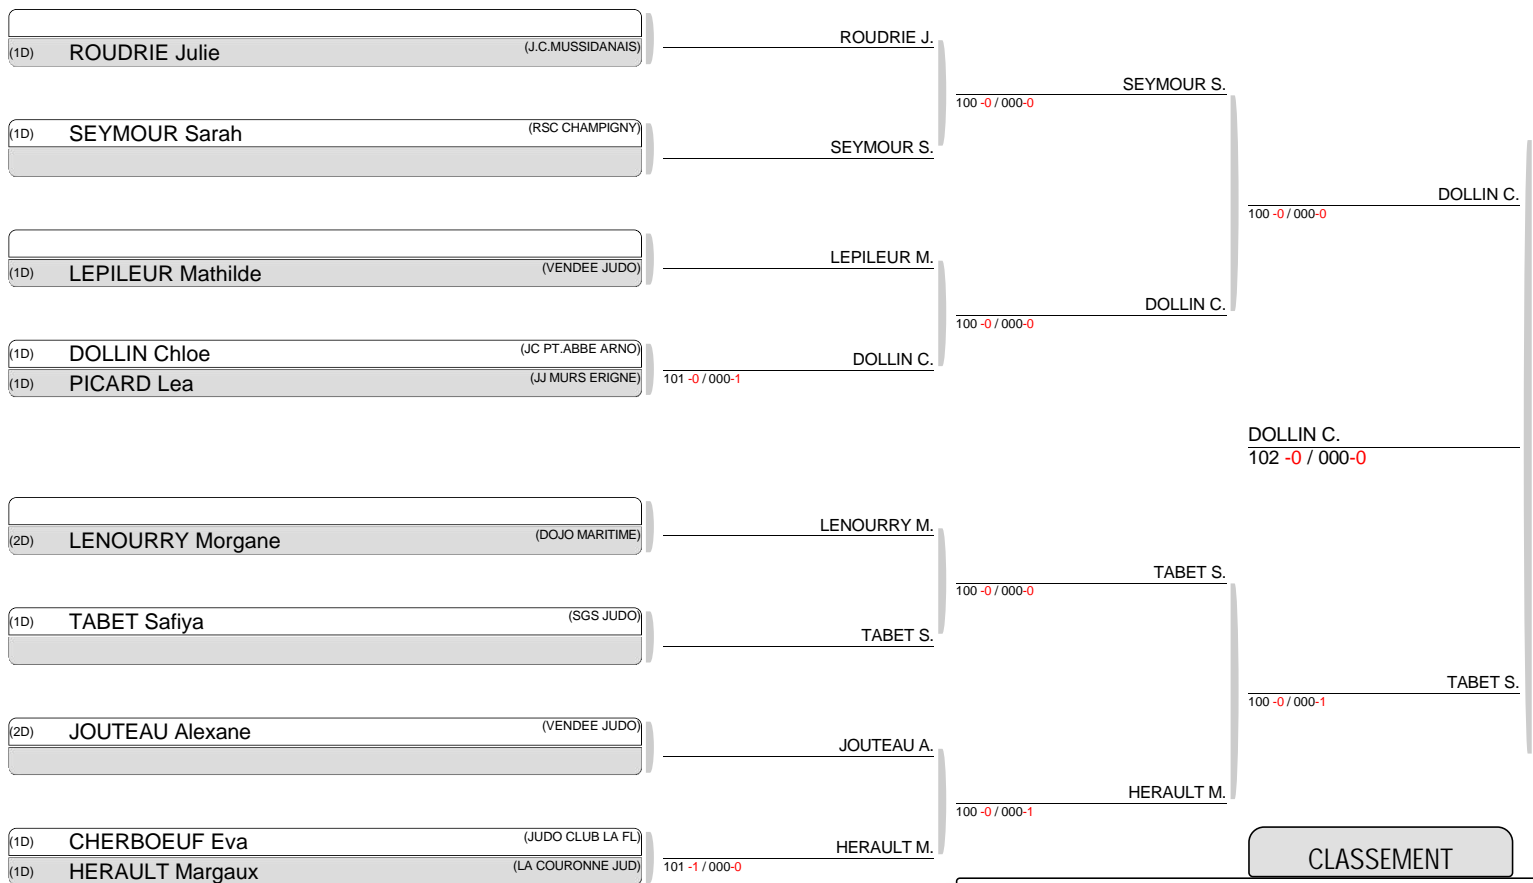 (1D) ROUDRIE Julie (J.C.MUSSIDANAIS)
ROUDRIE J.
SEYMOUR S.
100 -0 / 000-0
(1D) SEYMOUR Sarah (RSC CHAMPIGNY)
SEYMOUR S.
DOLLIN C.
100 -0 / 000-0
(1D) LEPILEUR Mathilde (VENDEE JUDO)
LEPILEUR M.
DOLLIN C.
100 -0 / 000-0
(1D) DOLLIN Chloe (JC PT.ABBE ARNO)
(1D) PICARD Lea (JJ MURS ERIGNE)
DOLLIN C.
101 -0 / 000-1
DOLLIN C.
102 -0 / 000-0
(2D) LENOURRY Morgane (DOJO MARITIME)
LENOURRY M.
TABET S.
100 -0 / 000-0
(1D) TABET Safiya (SGS JUDO)
TABET S.
TABET S.
100 -0 / 000-1
(2D) JOUTEAU Alexane (VENDEE JUDO)
JOUTEAU A.
HERAULT M.
100 -0 / 000-1
(1D) CHERBOEUF Eva (JUDO CLUB LA FL)
(1D) HERAULT Margaux (LA COURONNE JUD)
HERAULT M.
101 -1 / 000-0
CLASSEMENT